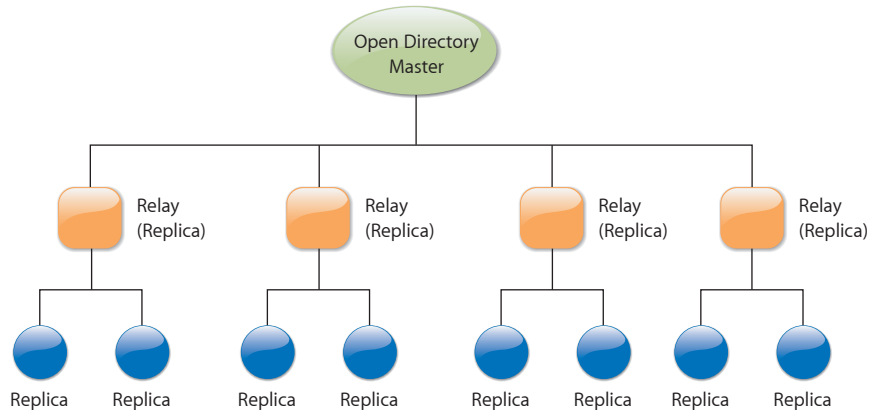 Open Directory
Master
Relay
(Replica)
Relay
(Replica)
Relay
(Replica)
Relay
(Replica)
Replica
Replica
Replica
Replica
Replica
Replica
Replica
Replica